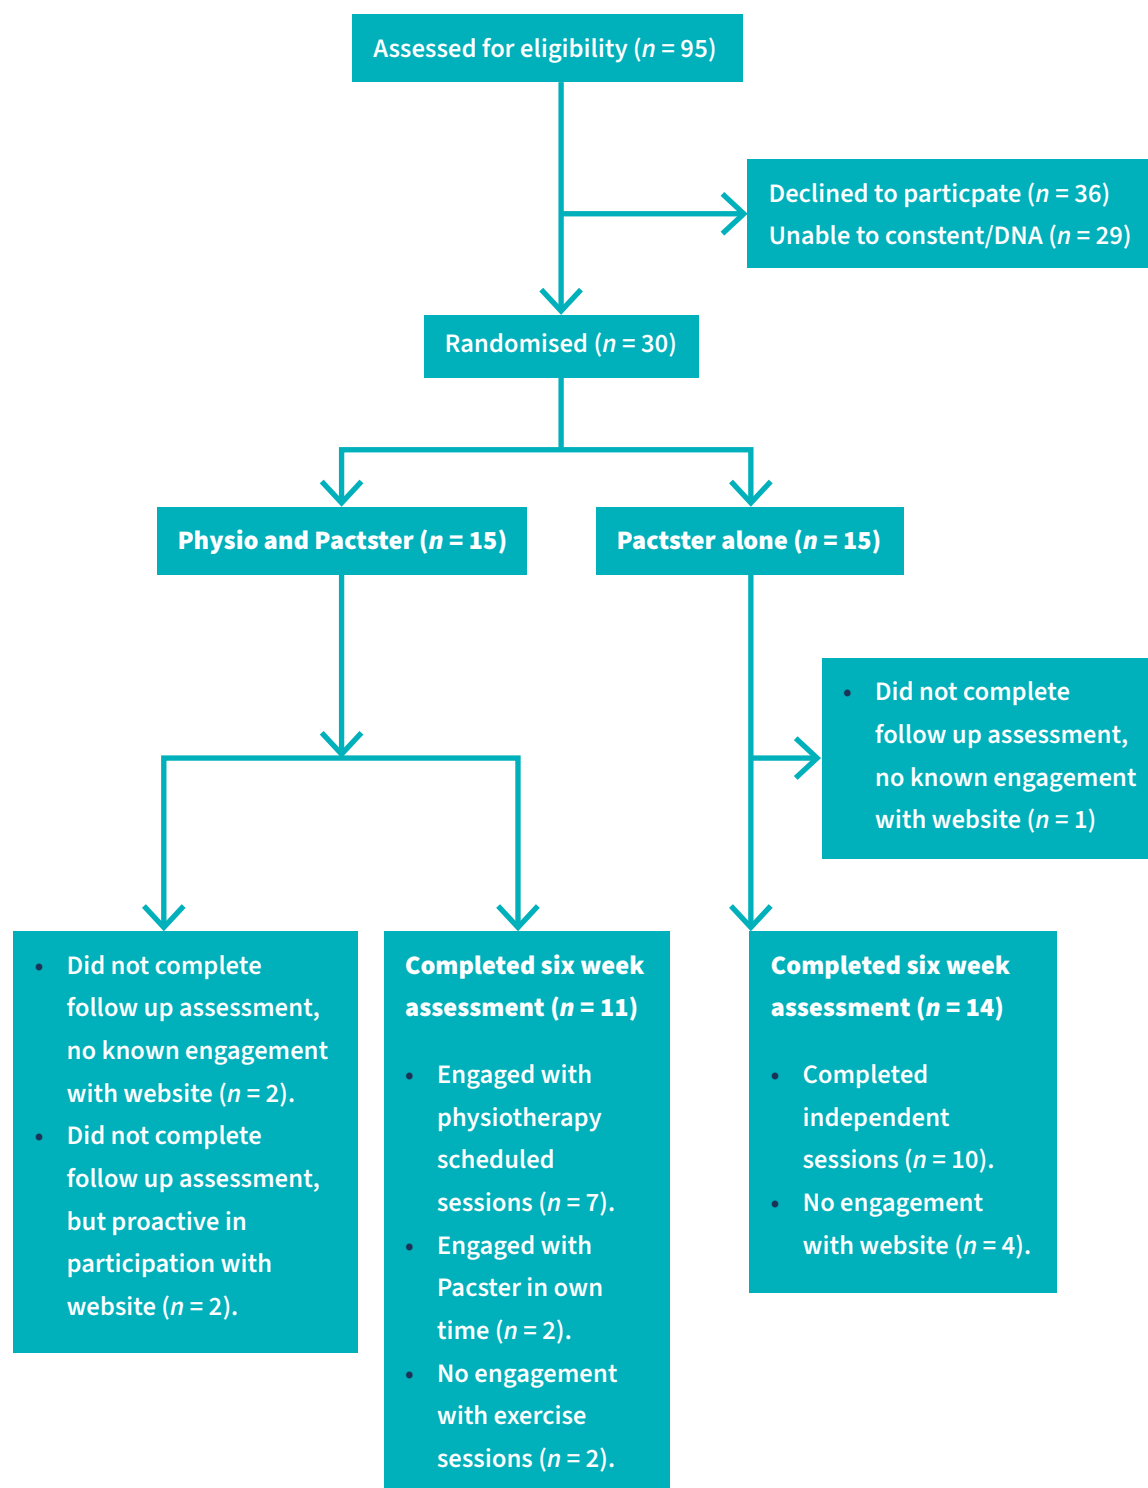 Assessed for eligibility (n = 95)
Declined to particpate (n = 36)
Unable to constent/DNA (n = 29)
Randomised (n = 30)
Physio and Pactster (n = 15)
Pactster alone (n = 15)
• Did not complete
follow up assessment,
no known engagement
with website (n = 1)
• Did not complete
follow up assessment,
no known engagement
with website (n = 2).
• Did not complete
follow up assessment,
but proactive in
participation with
website (n = 2).
Completed six week
assessment (n = 11)
• Engaged with
physiotherapy
scheduled
sessions (n = 7).
• Engaged with
Pacster in own
time (n = 2).
• No engagement
with exercise
sessions (n = 2).
Completed six week
assessment (n = 14)
• Completed
independent
sessions (n = 10).
• No engagement
with website (n = 4).